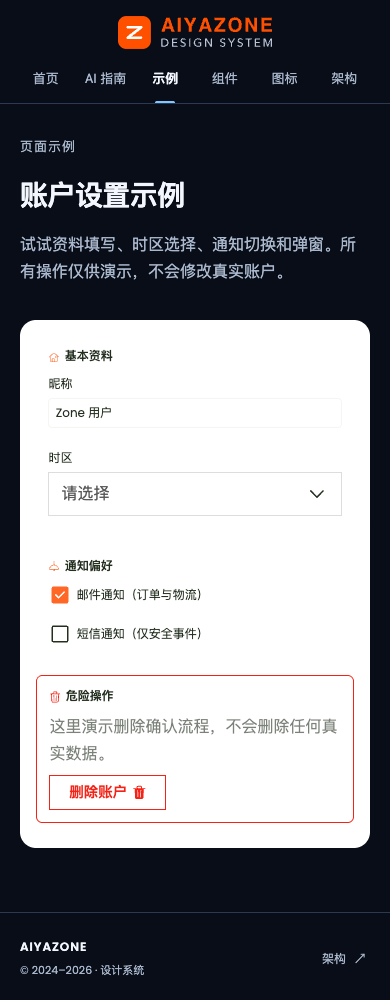 AIYAZONE
DESIGN SYSTEM
首页 AI 指南 示例 组件 图标 架构
页面示例
账户设置示例
试试资料填写、时区选择、通知切换和弹窗。所
有操作仅供演示，不会修改真实账户。
基本资料
昵称
Zone 用户
时区
请选择
通知偏好
邮件通知（订单与物流）
短信通知（仅安全事件）
危险操作
这里演示删除确认流程，不会删除任何真
实数据。
删除账户
AIYAZONE
© 2024–2026 · 设计系统
架构 ↗